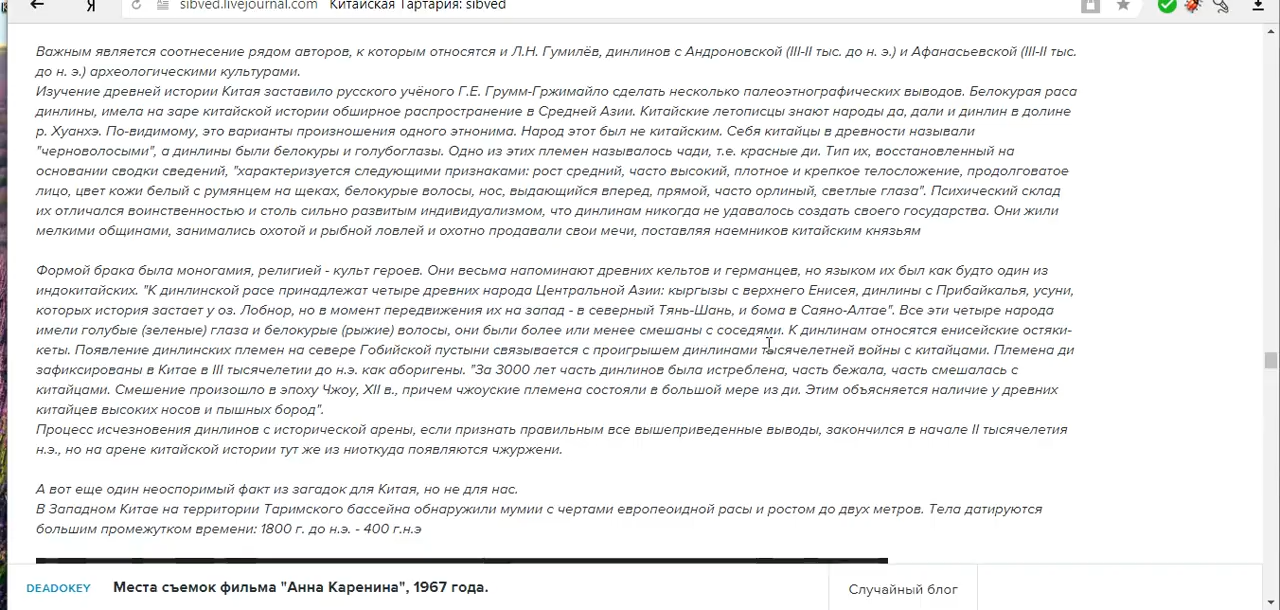 Я
sibved.livejournal.com Китайская Тартария: sibved
Важным является соотнесение рядом авторов, к которым относятся и Л.Н. Гумилёв, динлинов с Андроновской (III-II тыс. до н. э.) и Афанасьевской (III-II тыс.
до н. э.) археологическими культурами.
Изучение древней истории Китая заставило русского учёного Г.Е. Грумм-Гржимайло сделать несколько палеоэтнографических выводов. Белокурая раса
динлины, имела на заре китайской истории обширное распространение в Средней Азии. Китайские летописцы знают народы да, дали и динлин в долине
р. Хуанхэ. По-видимому, это варианты произношения одного этнонима. Народ этот был не китайским. Себя китайцы в древности называли
"черноволосыми", а динлины были белокуры и голубоглазы. Одно из этих племен называлось чади, т.е. красные ди. Тип их, восстановленный на
основании сводки сведений, "характеризуется следующими признаками: рост средний, часто высокий, плотное и крепкое телосложение, продолговатое
лицо, цвет кожи белый с румянцем на щеках, белокурые волосы, нос, выдающийся вперед, прямой, часто орлиный, светлые глаза". Психический склад
их отличался воинственностью и столь сильно развитым индивидуализмом, что динлинам никогда не удавалось создать своего государства. Они жили
мелкими общинами, занимались охотой и рыбной ловлей и охотно продавали свои мечи, поставляя наемников китайским князьям
Формой брака была моногамия, религией - культ героев. Они весьма напоминают древних кельтов и германцев, но языком их был как будто один из
индокитайских. "К динлинской расе принадлежат четыре древних народа Центральной Азии: кыргызы с верхнего Енисея, динлины с Прибайкалья, усуни,
которых история застает у оз. Лобнор, но в момент передвижения их на запад - в северный Тянь-Шань, и бома в Саяно-Алтае". Все эти четыре народа
имели голубые (зеленые) глаза и белокурые (рыжие) волосы, они были более или менее смешаны с соседями. К динлинам относятся енисейские остяки-
кеты. Появление динлинских племен на севере Гобийской пустыни связывается с проигрышем динлинами тысячелетней войны с китайцами. Племена ди
зафиксированы в Китае в III тысячелетии до н.э. как аборигены. "За 3000 лет часть динлинов была истреблена, часть бежала, часть смешалась с
китайцами. Смешение произошло в эпоху Чжоу, XII в., причем чжоуские племена состояли в большой мере из ди. Этим объясняется наличие у древних
китайцев высоких носов и пышных бород".
Процесс исчезновения динлинов с исторической арены, если признать правильным все вышеприведенные выводы, закончился в начале II тысячелетия
н.э., но на арене китайской истории тут же из ниоткуда появляются чжуржени.
А вот еще один неоспоримый факт из загадок для Китая, но не для нас.
В Западном Китае на территории Таримского бассейна обнаружили мумии с чертами европеоидной расы и ростом до двух метров. Тела датируются
большим промежутком времени: 1800 г. до н.э. - 400 г.н.э
DEADOKEY Места съемок фильма "Анна Каренина", 1967 года. Случайный блог